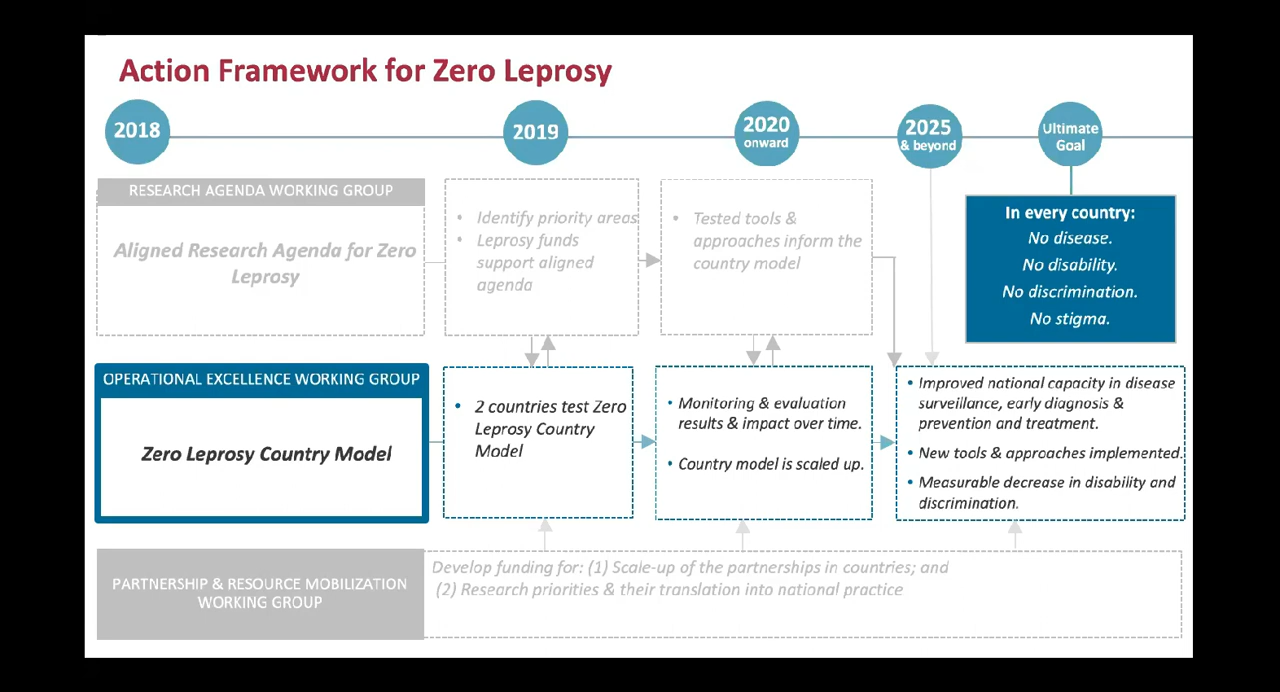 Action Framework for Zero Leprosy
2018
2019
2020
onward
2025
& beyond
Ultimate
Goal
RESEARCH AGENDA WORKING GROUP
Aligned Research Agenda for Zero
Leprosy
• Identify priority areas
• Leprosy funds
support aligned
agenda
• Tested tools &
approaches inform the
country model
In every country:
No disease.
No disability.
No discrimination.
No stigma.
OPERATIONAL EXCELLENCE WORKING GROUP
Zero Leprosy Country Model
• 2 countries test Zero
Leprosy Country
Model
• Monitoring & evaluation
results & impact over time.
• Country model is scaled up.
• Improved national capacity in disease
surveillance, early diagnosis &
prevention and treatment.
• New tools & approaches implemented.
• Measurable decrease in disability and
discrimination.
PARTNERSHIP & RESOURCE MOBILIZATION
WORKING GROUP
Develop funding for: (1) Scale-up of the partnerships in countries; and
(2) Research priorities & their translation into national practice